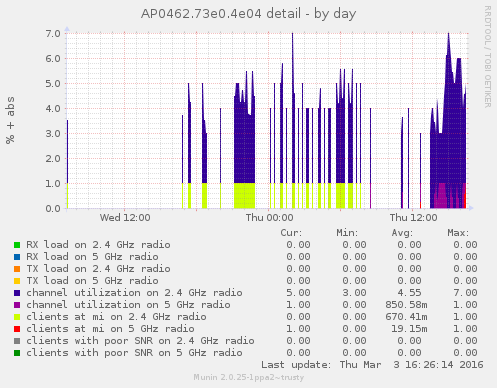 AP0462.73e0.4e04 detail - by day
RRDTOOL / TOBI OETIKER
% + abs
7.0
6.0
5.0
4.0
3.0
2.0
1.0
0.0
Wed 12:00 Thu 00:00 Thu 12:00
Cur: Min: Avg: Max:
RX load on 2.4 GHz radio 0.00 0.00 0.00 0.00
RX load on 5 GHz radio 0.00 0.00 0.00 0.00
TX load on 2.4 GHz radio 0.00 0.00 0.00 0.00
TX load on 5 GHz radio 0.00 0.00 0.00 0.00
channel utilization on 2.4 GHz radio 5.00 3.00 4.55 7.00
channel utilization on 5 GHz radio 1.00 0.00 850.58m 1.00
clients at mi on 2.4 GHz radio 0.00 0.00 670.41m 1.00
clients at mi on 5 GHz radio 1.00 0.00 19.15m 1.00
clients with poor SNR on 2.4 GHz radio 0.00 0.00 0.00 0.00
clients with poor SNR on 5 GHz radio 0.00 0.00 0.00 0.00
Last update: Thu Mar 3 16:26:14 2016
Munin 2.0.25-1ppa2~trusty